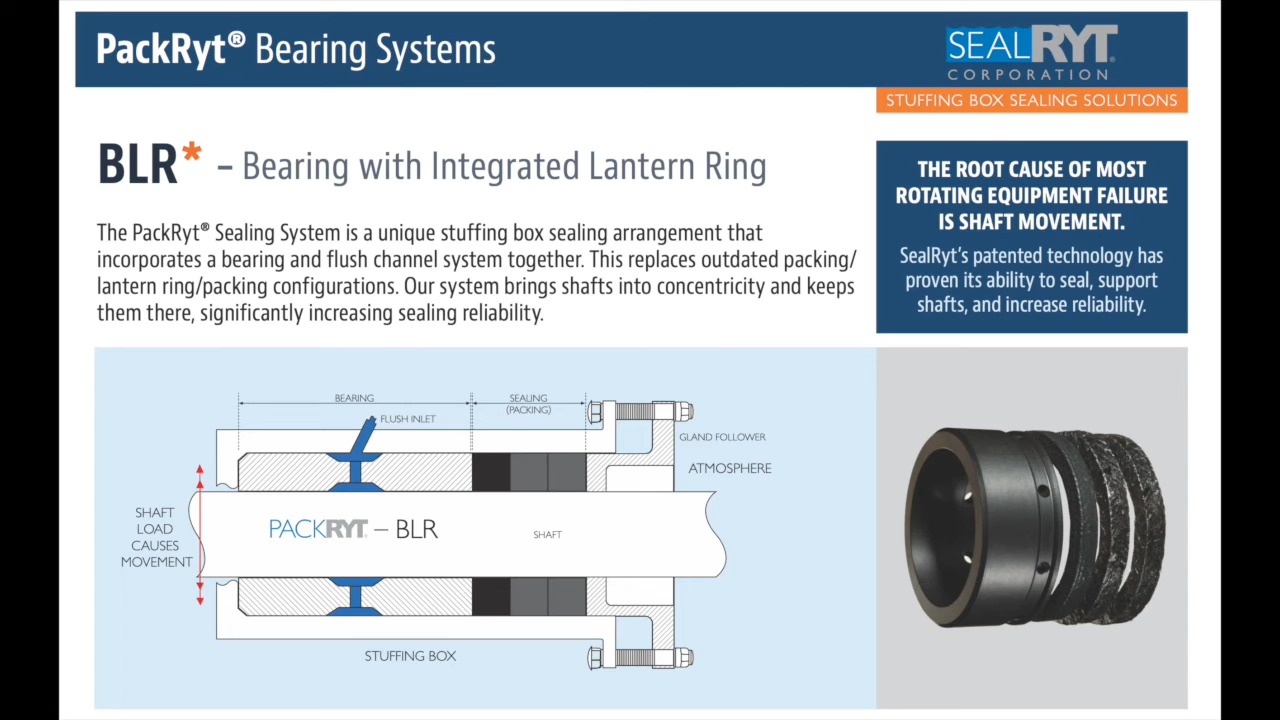 PackRyt® Bearing Systems
SEALRYT®
CORPORATION
STUFFING BOX SEALING SOLUTIONS
BLR* – Bearing with Integrated Lantern Ring
The PackRyt® Sealing System is a unique stuffing box sealing arrangement that
incorporates a bearing and flush channel system together. This replaces outdated packing/
lantern ring/packing configurations. Our system brings shafts into concentricity and keeps
them there, significantly increasing sealing reliability.
THE ROOT CAUSE OF MOST
ROTATING EQUIPMENT FAILURE
IS SHAFT MOVEMENT.
SealRyt's patented technology has
proven its ability to seal, support
shafts, and increase reliability.
BEARING
SEALING
(PACKING)
FLUSH INLET
GLAND FOLLOWER
ATMOSPHERE
SHAFT
LOAD
CAUSES
MOVEMENT
PACKRYT® – BLR
SHAFT
STUFFING BOX